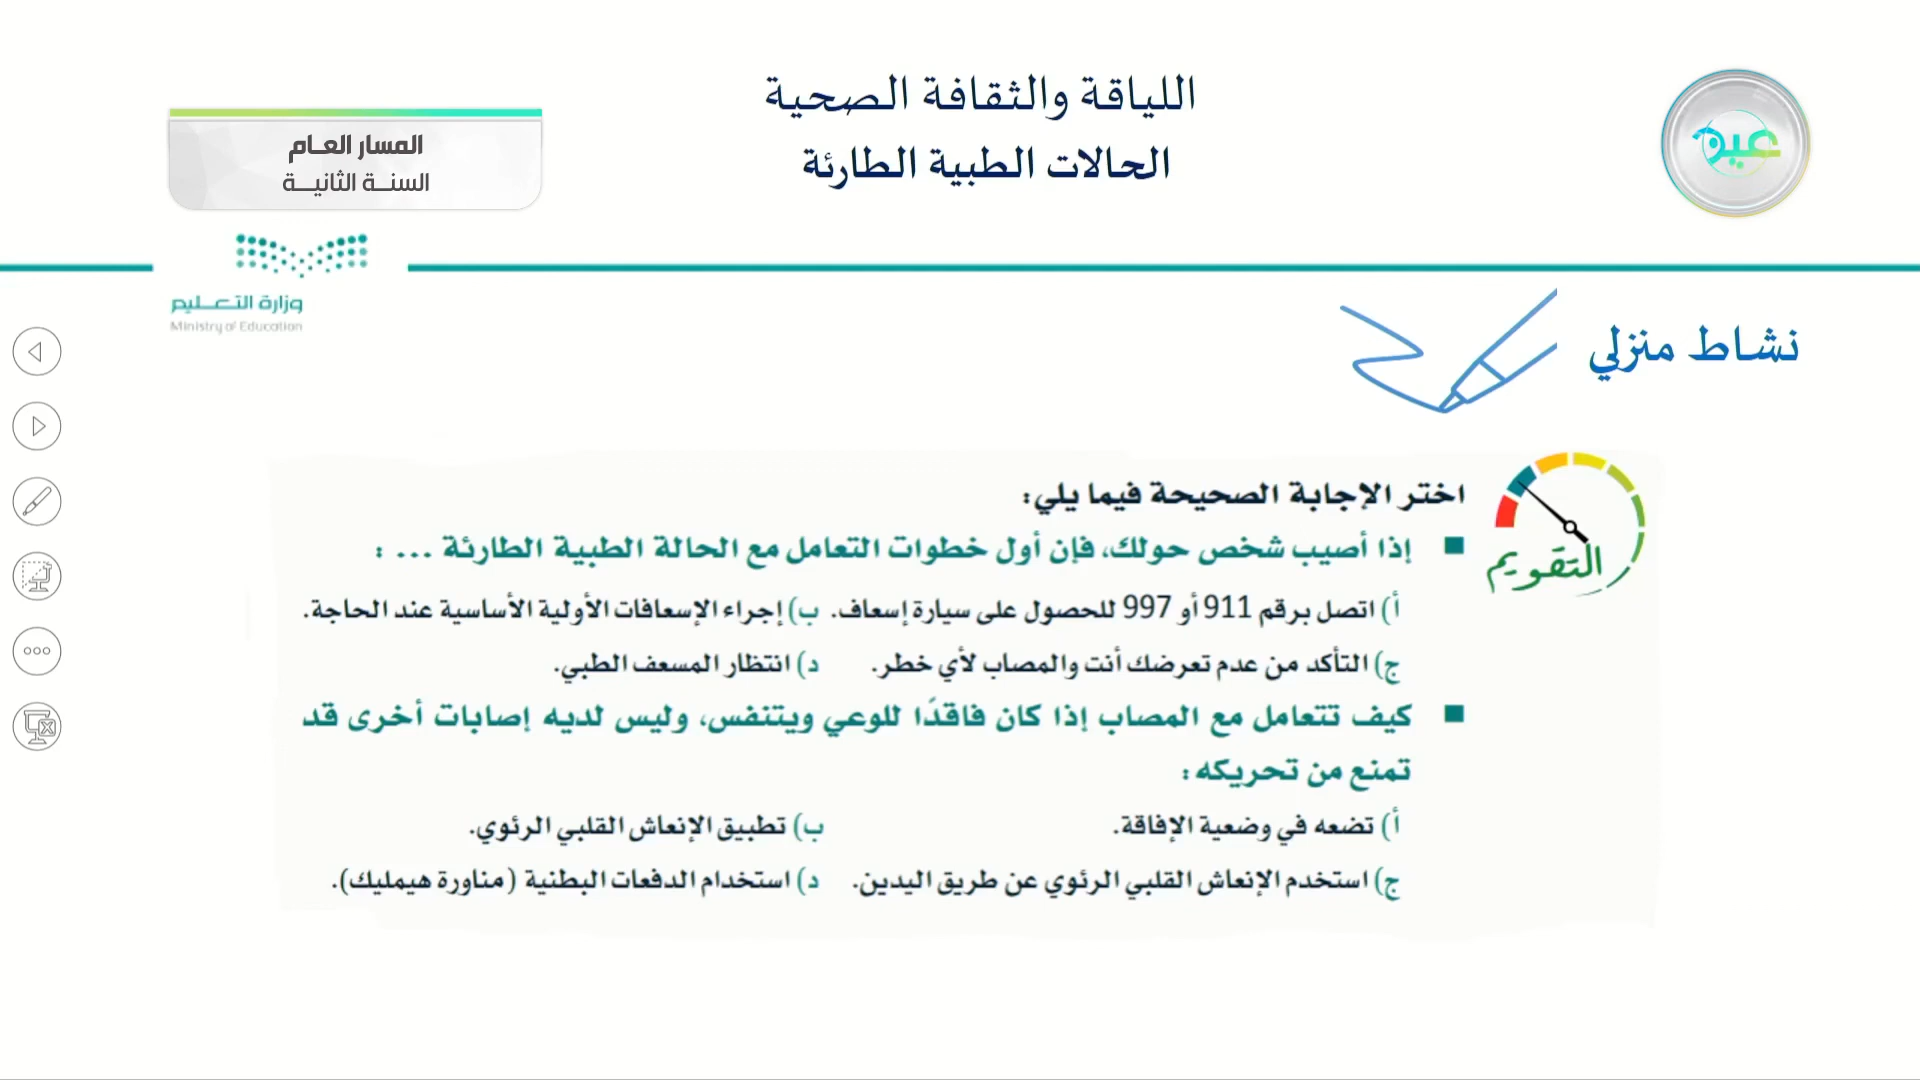 اللياقة والثقافة الصحية
الحالات الطبية الطارئة
المسار العام
السنة الثانية
عين
وزارة التعليم
Ministry of Education
نشاط منزلي
التقويم
اختر الإجابة الصحيحة فيما يلي:
إذا أصيب شخص حولك، فإن أول خطوات التعامل مع الحالة الطبية الطارئة ... :
أ) اتصل برقم 911 أو 997 للحصول على سيارة إسعاف. ب) إجراء الإسعافات الأولية الأساسية عند الحاجة.
ج) التأكد من عدم تعرضك أنت والمصاب لأي خطر. د) انتظار المسعف الطبي.
كيف تتعامل مع المصاب إذا كان فاقدًا للوعي ويتنفس، وليس لديه إصابات أخرى قد
تمنع من تحريكه:
أ) تضعه في وضعية الإفاقة. ب) تطبيق الإنعاش القلبي الرئوي.
ج) استخدم الإنعاش القلبي الرئوي عن طريق اليدين. د) استخدام الدفعات البطنية (مناورة هيمليك).